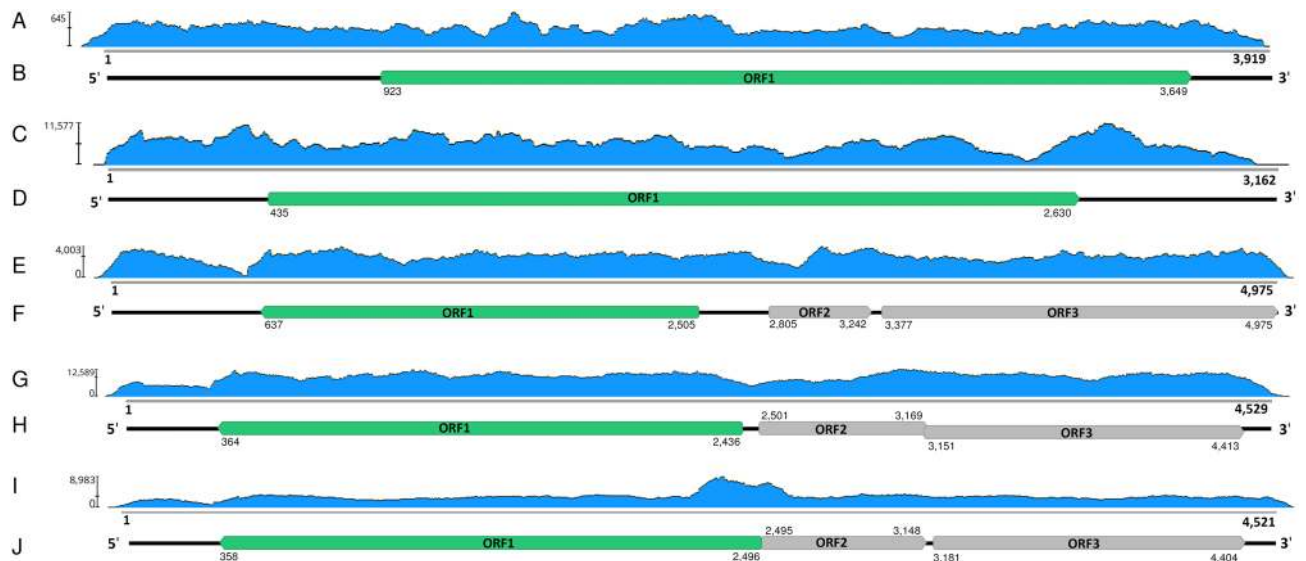 A 645
1 3,919
B 5' ORF1 3'
923 3,649
C 11,577
1 3,162
D 5' ORF1 3'
435 2,630
E 4,003
0
1 4,975
F 5' ORF1 ORF2 ORF3 3'
637 2,505 2,805 3,242 3,377 4,975
G 12,589
0
1 4,529
2,501 3,169
H 5' ORF1 ORF2 ORF3 3'
364 2,436 3,151 4,413
I 8,983
0
1 4,521
2,495 3,148
J 5' ORF1 ORF2 ORF3 3'
358 2,496 3,181 4,404